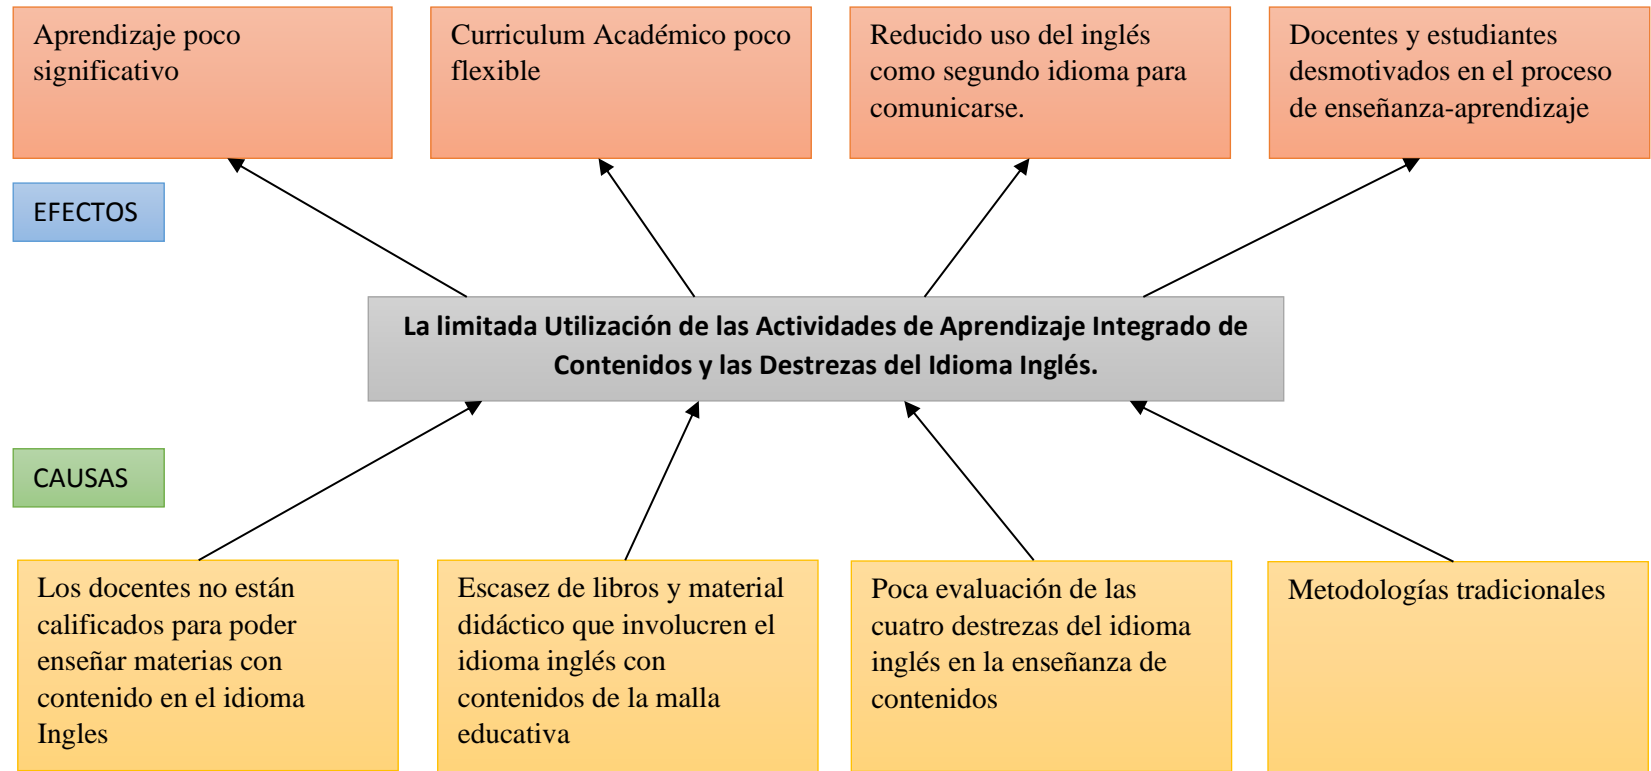 Aprendizaje poco
significativo
Curriculum Académico poco
flexible
Reducido uso del inglés
como segundo idioma para
comunicarse.
Docentes y estudiantes
desmotivados en el proceso
de enseñanza-aprendizaje
EFECTOS
La limitada Utilización de las Actividades de Aprendizaje Integrado de
Contenidos y las Destrezas del Idioma Inglés.
CAUSAS
Los docentes no están
calificados para poder
enseñar materias con
contenido en el idioma
Ingles
Escasez de libros y material
didáctico que involucren el
idioma inglés con
contenidos de la malla
educativa
Poca evaluación de las
cuatro destrezas del idioma
inglés en la enseñanza de
contenidos
Metodologías tradicionales